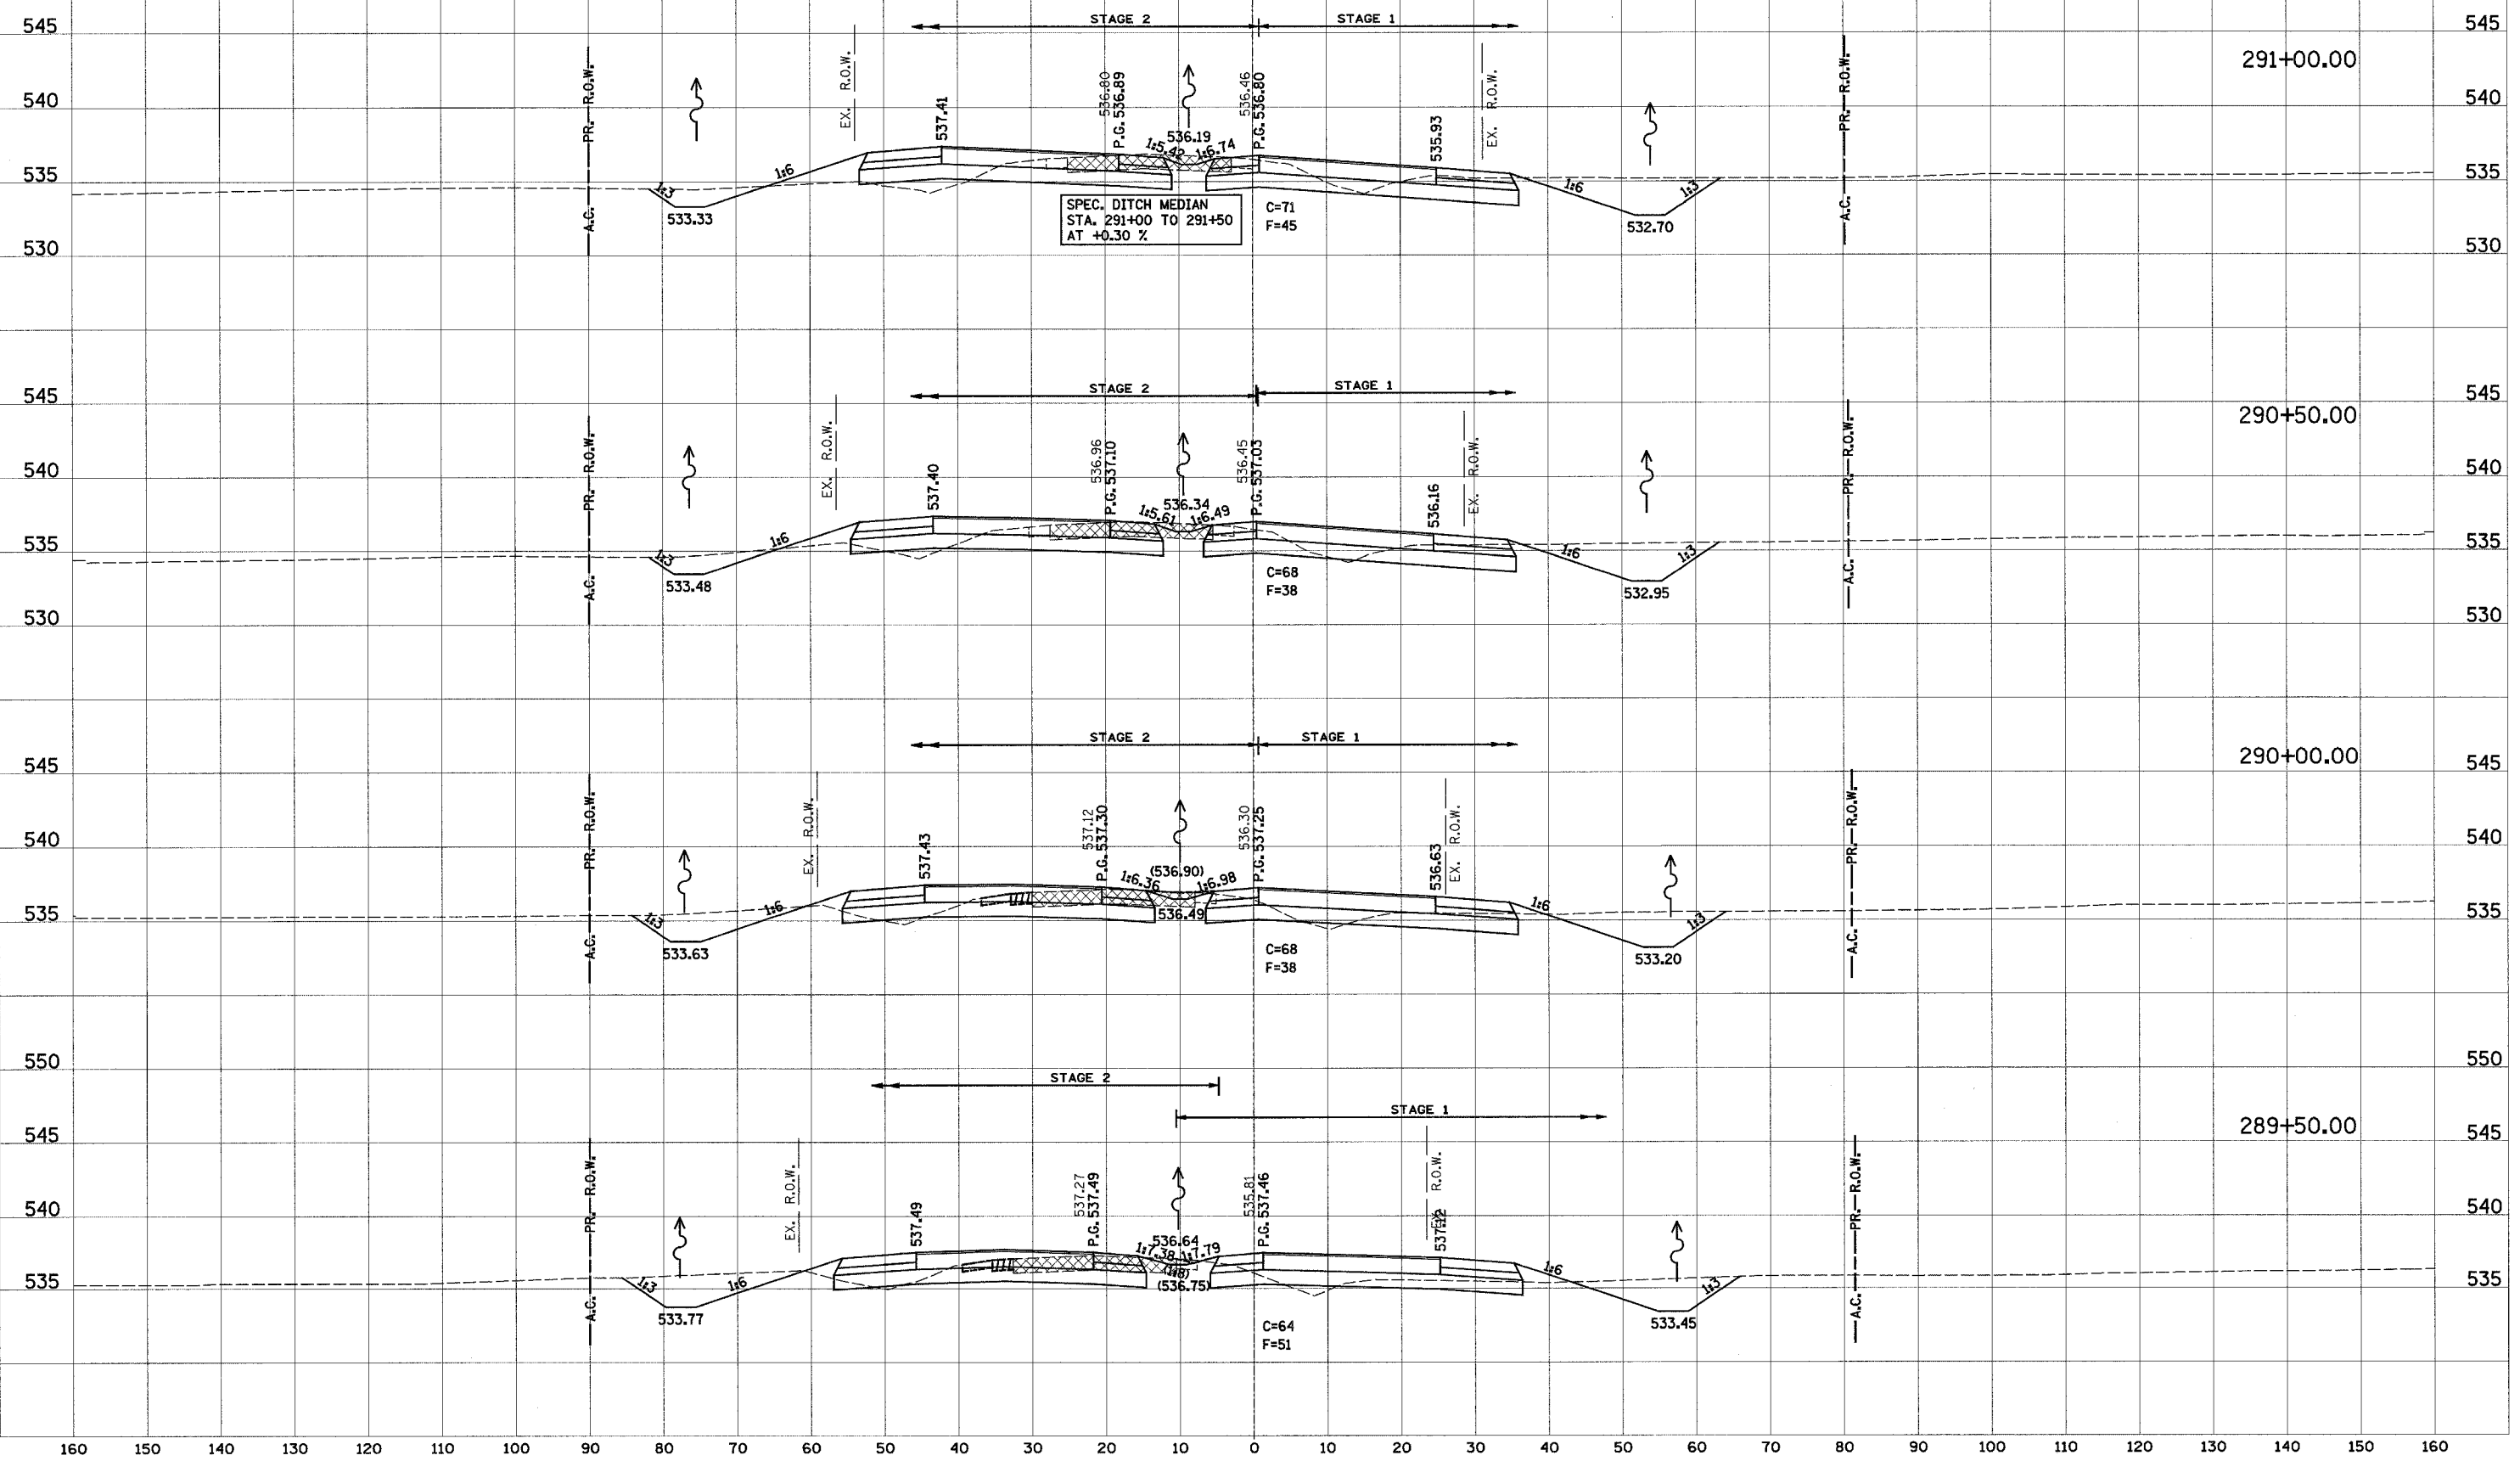 STAGE 2 STAGE 1
545 545
291+00.00
EX. R.O.W. EX. R.O.W.
A.C. PR. R.O.W. A.C. PR. R.O.W.
540 540
537.41 536.80 P.G. 536.89 536.46 P.G. 536.80 535.93
536.19
1:5.42 1:6.74
1:6 1:6
535 535
1:3 1:3
533.33 532.70
SPEC. DITCH MEDIAN
STA. 291+00 TO 291+50
AT +0.30 %
C=71
F=45
530 530
STAGE 2 STAGE 1
545 545
290+50.00
EX. R.O.W. EX. R.O.W.
A.C. PR. R.O.W. A.C. PR. R.O.W.
540 540
537.40 536.96 P.G. 537.10 536.45 P.G. 537.03 536.16
536.34
1:5.61 1:6.49
1:6 1:6
535 535
1:3 1:3
533.48 532.95
C=68
F=38
530 530
STAGE 2 STAGE 1
290+00.00
545 545
EX. R.O.W. EX. R.O.W.
A.C. PR. R.O.W. A.C. PR. R.O.W.
540 540
537.43 537.12 P.G. 537.30 536.30 P.G. 537.25 536.63
(536.90)
1:6.36 1:6.98
1:6 1:6
535 535
536.49
1:3 1:3
533.63 533.20
C=68
F=38
550 550
STAGE 2
STAGE 1
289+50.00
545 545
EX. R.O.W. EX. R.O.W.
A.C. PR. R.O.W. A.C. PR. R.O.W.
540 540
537.49 537.27 P.G. 537.49 535.81 P.G. 537.46 537.12
536.64
1:7.38 1:7.79
(1:8)
(536.75)
1:6 1:6
535 535
1:3 1:3
533.77 533.45
C=64
F=51
160 150 140 130 120 110 100 90 80 70 60 50 40 30 20 10 0 10 20 30 40 50 60 70 80 90 100 110 120 130 140 150 160